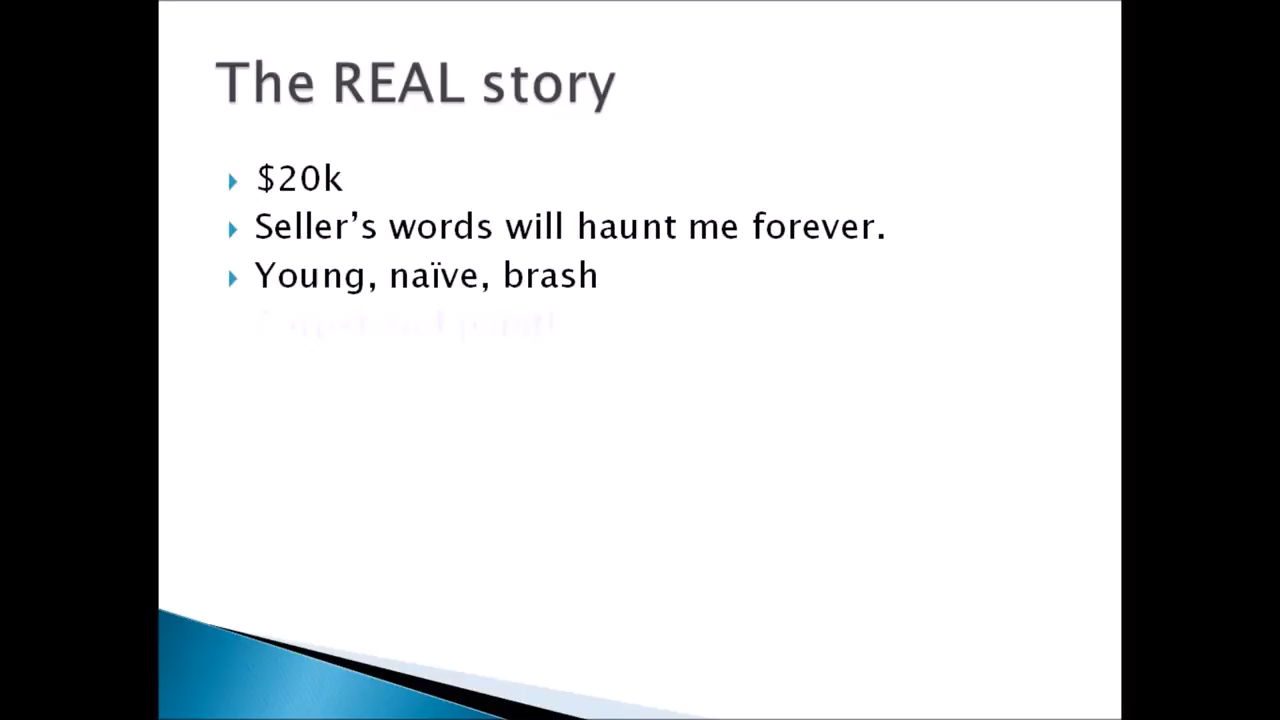 The REAL story
$20k
Seller’s words will haunt me forever.
Young, naïve, brash